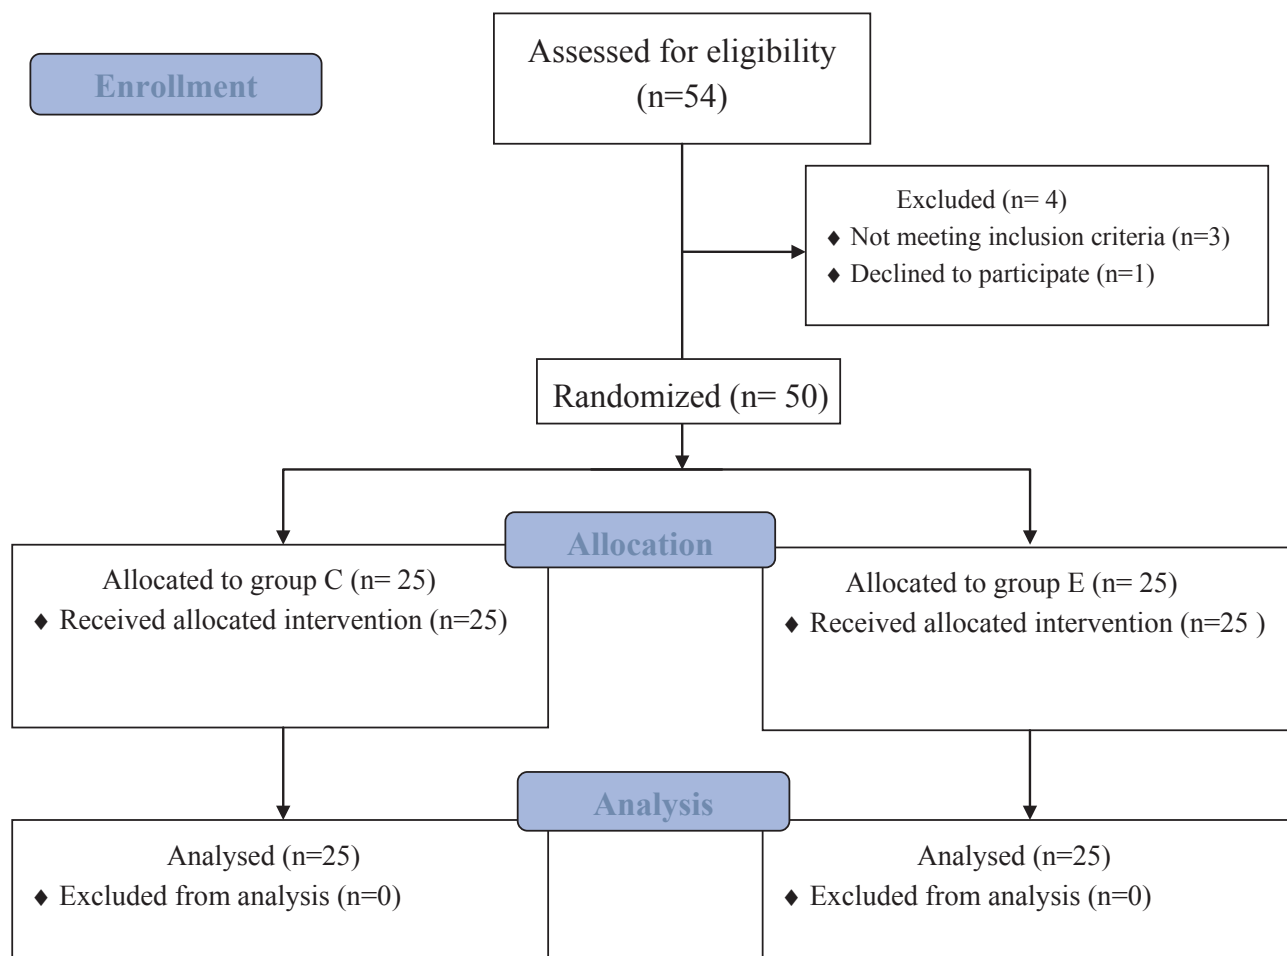 Enrollment
Assessed for eligibility
(n=54)
Excluded (n= 4)
♦ Not meeting inclusion criteria (n=3)
♦ Declined to participate (n=1)
Randomized (n= 50)
Allocation
Allocated to group C (n= 25)
♦ Received allocated intervention (n=25)
Allocated to group E (n= 25)
♦ Received allocated intervention (n=25 )
Analysis
Analysed (n=25)
♦ Excluded from analysis (n=0)
Analysed (n=25)
♦ Excluded from analysis (n=0)